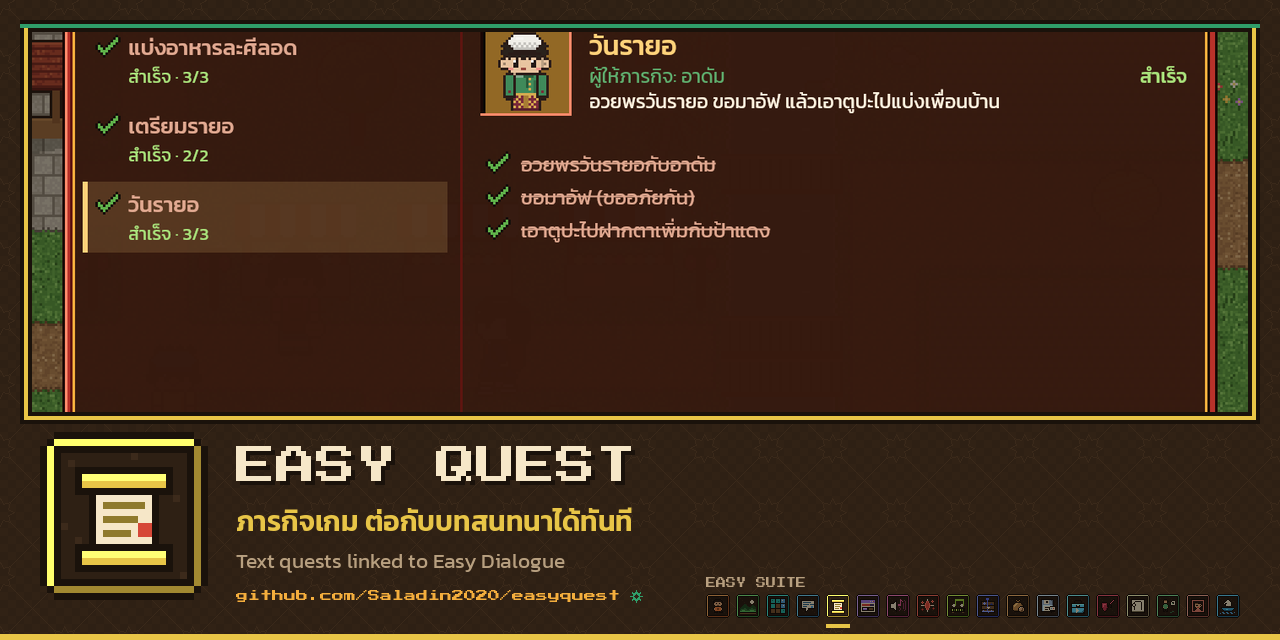 แบ่งอาหารละศีลอด
สำเร็จ · 3/3
เตรียมรายอ
สำเร็จ · 2/2
วันรายอ
สำเร็จ · 3/3
วันรายอ
ผู้ให้ภารกิจ: อาดัม
สำเร็จ
อวยพรวันรายอ ขอมาอัฟ แล้วเอาตูปะไปแบ่งเพื่อนบ้าน
อวยพรวันรายอกับอาดัม
ขอมาอัฟ (ขออภัยกัน)
เอาตูปะไปฝากตาเพิ่มกับป้าแดง
EASY QUEST
ภารกิจเกม ต่อกับบทสนทนาได้ทันที
Text quests linked to Easy Dialogue
github.com/Saladin2020/easyquest
EASY SUITE